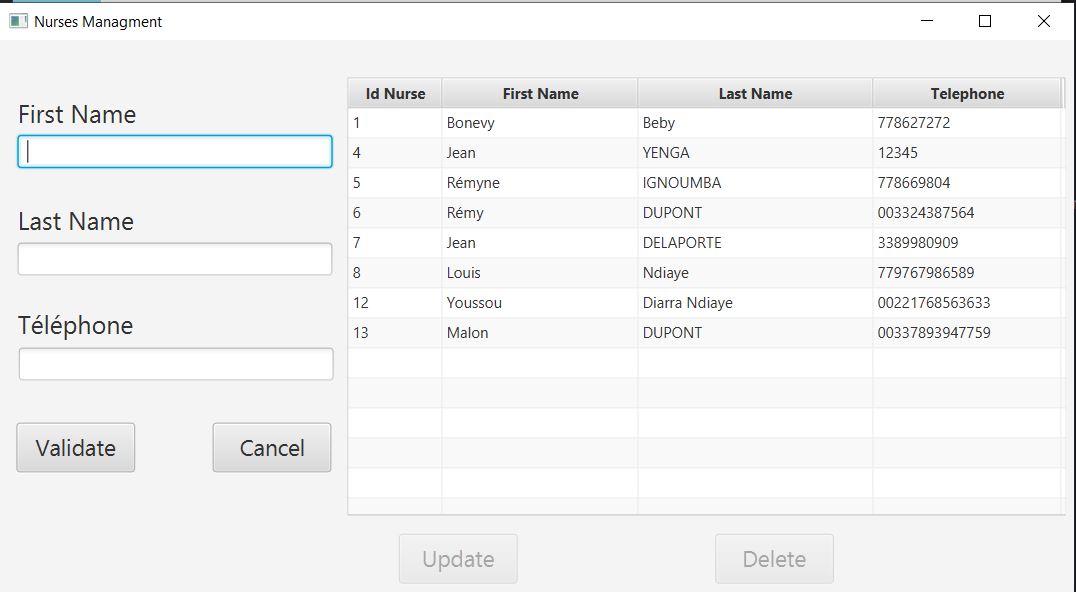 Nurses Managment
First Name
Last Name
Téléphone
Validate Cancel
Id Nurse First Name Last Name Telephone
1 Bonevy Beby 778627272
4 Jean YENGA 12345
5 Rémyne IGNOUMBA 778669804
6 Rémy DUPONT 003324387564
7 Jean DELAPORTE 3389980909
8 Louis Ndiaye 779767986589
12 Youssou Diarra Ndiaye 00221768563633
13 Malon DUPONT 00337893947759
Update Delete